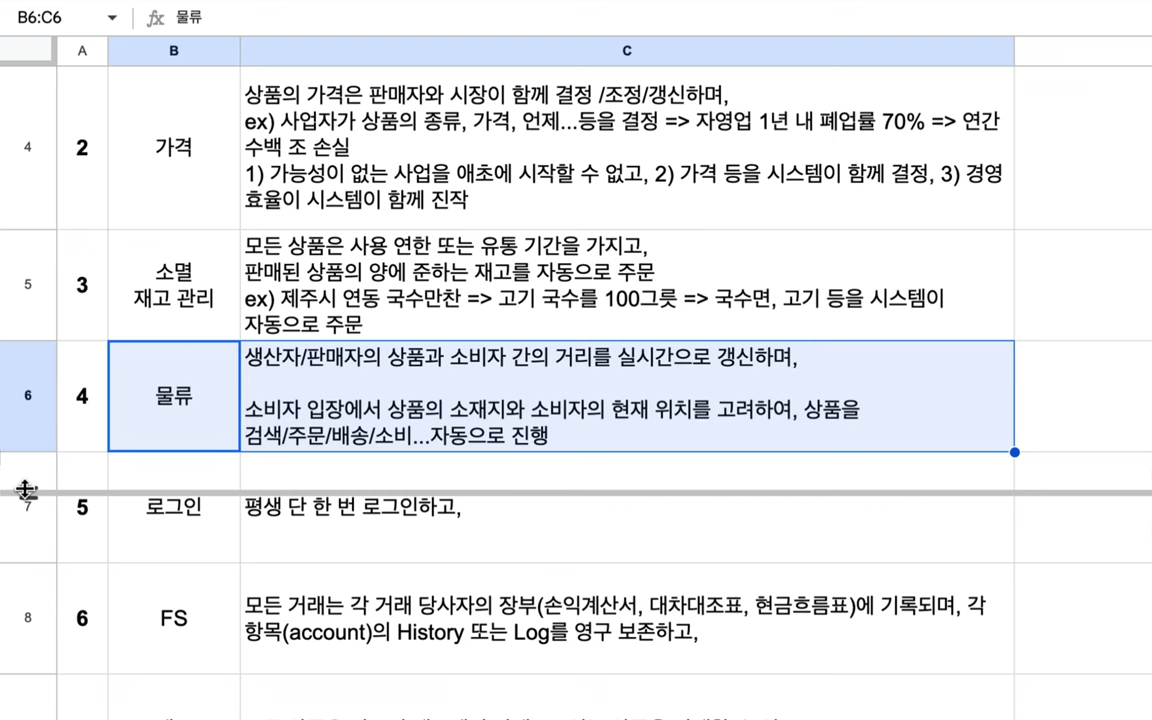 B6:C6
fx 물류
A B C
4 2 가격
상품의 가격은 판매자와 시장이 함께 결정 /조정/갱신하며,
ex) 사업자가 상품의 종류, 가격, 언제...등을 결정 => 자영업 1년 내 폐업률 70% => 연간
수백 조 손실
1) 가능성이 없는 사업을 애초에 시작할 수 없고, 2) 가격 등을 시스템이 함께 결정, 3) 경영
효율이 시스템이 함께 진작
5 3 소멸
재고 관리
모든 상품은 사용 연한 또는 유통 기간을 가지고,
판매된 상품의 양에 준하는 재고를 자동으로 주문
ex) 제주시 연동 국수만찬 => 고기 국수를 100그릇 => 국수면, 고기 등을 시스템이
자동으로 주문
6 4 물류
생산자/판매자의 상품과 소비자 간의 거리를 실시간으로 갱신하며,
소비자 입장에서 상품의 소재지와 소비자의 현재 위치를 고려하여, 상품을
검색/주문/배송/소비...자동으로 진행
7 5 로그인 평생 단 한 번 로그인하고,
8 6 FS
모든 거래는 각 거래 당사자의 장부(손익계산서, 대차대조표, 현금흐름표)에 기록되며, 각
항목(account)의 History 또는 Log를 영구 보존하고,